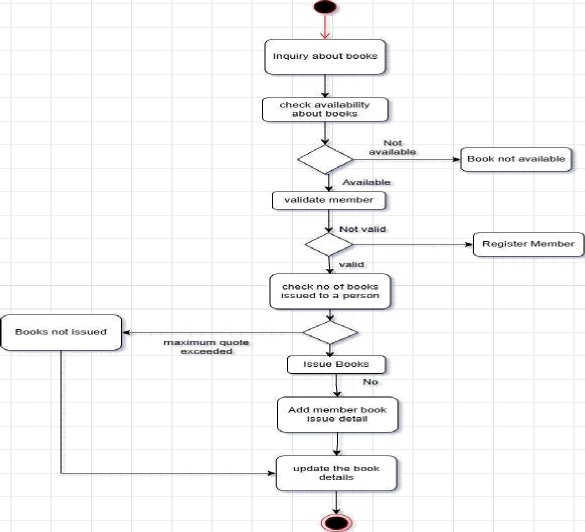 Inquiry about books
check availability
about books
Not
available
Book not available
Available
validate member
Not valid
Register Member
valid
check no of books
issued to a person
Books not issued
maximum quote
exceeded
Issue Books
No
Add member book
issue detail
update the book
details